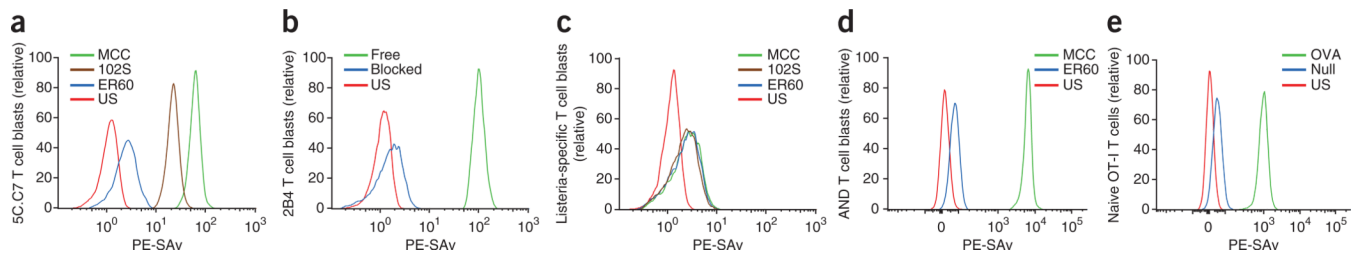 a
5C.C7 T cell blasts (relative)
100
80
60
40
20
0
MCC
102S
ER60
US
10^0 10^1 10^2 10^3
PE-SAv
b
2B4 T cell blasts (relative)
100
80
60
40
20
0
Free
Blocked
US
10^0 10^1 10^2 10^3
PE-SAv
c
Listeria-specific T cell blasts
(relative)
100
80
60
40
20
0
MCC
102S
ER60
US
10^0 10^1 10^2 10^3
PE-SAv
d
AND T cell blasts (relative)
100
80
60
40
20
0
MCC
ER60
US
0 10^3 10^4 10^5
PE-SAv
e
Naive OT-I T cells (relative)
100
80
60
40
20
0
OVA
Null
US
0 10^3 10^4 10^5
PE-SAv